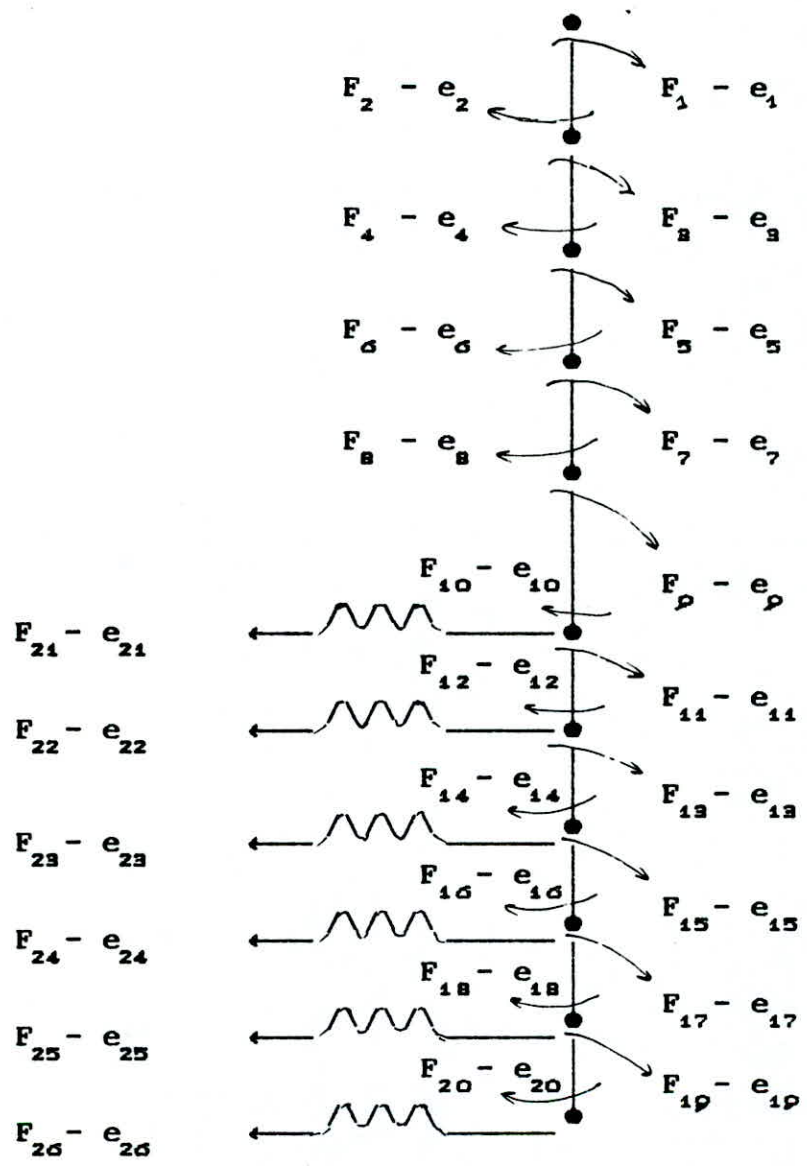 F₂ - e₂ F₁ - e₁
F₄ - e₄ F₃ - e₃
F₆ - e₆ F₅ - e₅
F₈ - e₈ F₇ - e₇
F₁₀ - e₁₀ F₉ - e₉
F₂₁ - e₂₁
F₁₂ - e₁₂ F₁₁ - e₁₁
F₂₂ - e₂₂
F₁₄ - e₁₄ F₁₃ - e₁₃
F₂₃ - e₂₃
F₁₆ - e₁₆ F₁₅ - e₁₅
F₂₄ - e₂₄
F₁₈ - e₁₈ F₁₇ - e₁₇
F₂₅ - e₂₅
F₂₀ - e₂₀ F₁₉ - e₁₉
F₂₆ - e₂₆